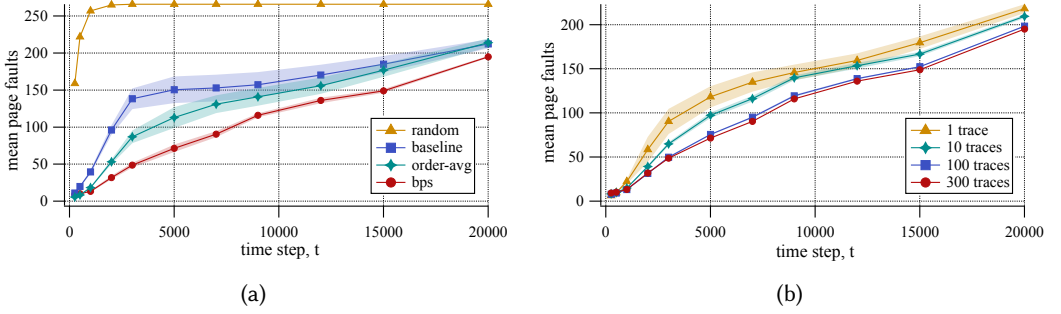 250
200
150
100
50
0
mean page faults
0
5000
10000
15000
20000
time step, t
random
baseline
order-avg
bps
(a)
200
150
100
50
0
mean page faults
0
5000
10000
15000
20000
time step, t
1 trace
10 traces
100 traces
300 traces
(b)